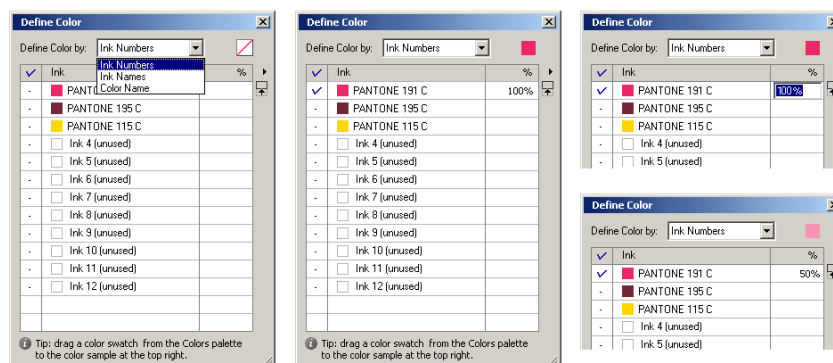 Define Color
Define Color by: Ink Numbers
Ink Numbers
Ink Names
Color Name
Ink %
PANT
PANTONE 195 C
PANTONE 115 C
Ink 4 (unused)
Ink 5 (unused)
Ink 6 (unused)
Ink 7 (unused)
Ink 8 (unused)
Ink 9 (unused)
Ink 10 (unused)
Ink 11 (unused)
Ink 12 (unused)
Tip: drag a color swatch from the Colors palette
to the color sample at the top right.
Define Color
Define Color by: Ink Numbers
Ink %
PANTONE 191 C 100%
PANTONE 195 C
PANTONE 115 C
Ink 4 (unused)
Ink 5 (unused)
Ink 6 (unused)
Ink 7 (unused)
Ink 8 (unused)
Ink 9 (unused)
Ink 10 (unused)
Ink 11 (unused)
Ink 12 (unused)
Tip: drag a color swatch from the Colors palette
to the color sample at the top right.
Define Color
Define Color by: Ink Numbers
Ink %
PANTONE 191 C 100%
PANTONE 195 C
PANTONE 115 C
Ink 4 (unused)
Ink 5 (unused)
Define Color
Define Color by: Ink Numbers
Ink %
PANTONE 191 C 50%
PANTONE 195 C
PANTONE 115 C
Ink 4 (unused)
Ink 5 (unused)